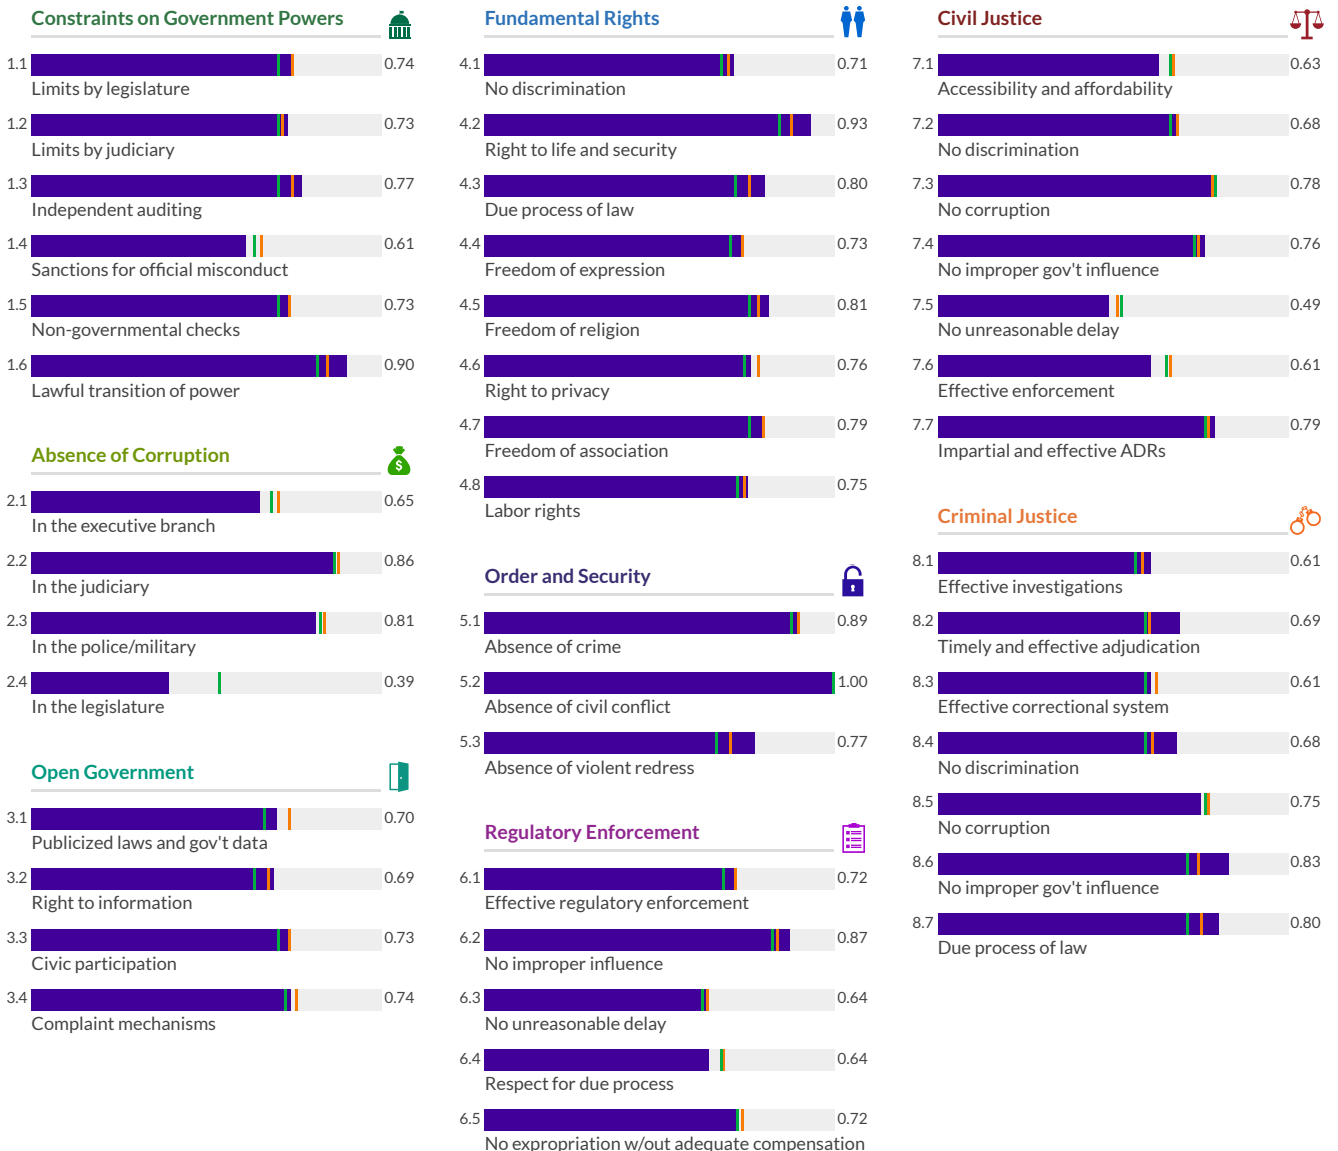 Constraints on Government Powers
1.1 0.74
Limits by legislature
1.2 0.73
Limits by judiciary
1.3 0.77
Independent auditing
1.4 0.61
Sanctions for official misconduct
1.5 0.73
Non-governmental checks
1.6 0.90
Lawful transition of power
Absence of Corruption
$
2.1 0.65
In the executive branch
2.2 0.86
In the judiciary
2.3 0.81
In the police/military
2.4 0.39
In the legislature
Open Government
3.1 0.70
Publicized laws and gov't data
3.2 0.69
Right to information
3.3 0.73
Civic participation
3.4 0.74
Complaint mechanisms
Fundamental Rights
4.1 0.71
No discrimination
4.2 0.93
Right to life and security
4.3 0.80
Due process of law
4.4 0.73
Freedom of expression
4.5 0.81
Freedom of religion
4.6 0.76
Right to privacy
4.7 0.79
Freedom of association
4.8 0.75
Labor rights
Order and Security
5.1 0.89
Absence of crime
5.2 1.00
Absence of civil conflict
5.3 0.77
Absence of violent redress
Regulatory Enforcement
6.1 0.72
Effective regulatory enforcement
6.2 0.87
No improper influence
6.3 0.64
No unreasonable delay
6.4 0.64
Respect for due process
6.5 0.72
No expropriation w/out adequate compensation
Civil Justice
7.1 0.63
Accessibility and affordability
7.2 0.68
No discrimination
7.3 0.78
No corruption
7.4 0.76
No improper gov't influence
7.5 0.49
No unreasonable delay
7.6 0.61
Effective enforcement
7.7 0.79
Impartial and effective ADRs
Criminal Justice
8.1 0.61
Effective investigations
8.2 0.69
Timely and effective adjudication
8.3 0.61
Effective correctional system
8.4 0.68
No discrimination
8.5 0.75
No corruption
8.6 0.83
No improper gov't influence
8.7 0.80
Due process of law